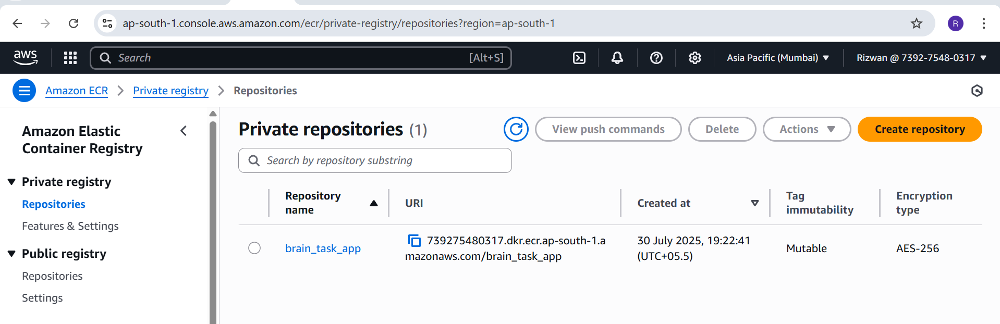 ap-south-1.console.aws.amazon.com/ecr/private-registry/repositories?region=ap-south-1
R
aws
Search
[Alt+S]
Asia Pacific (Mumbai)
Rizwan @ 7392-7548-0317
Amazon ECR
Private registry
Repositories
Amazon Elastic
Container Registry
Private registry
Repositories
Features & Settings
Public registry
Repositories
Settings
Private repositories (1)
View push commands
Delete
Actions
Create repository
Search by repository substring
Repository
name
URI
Created at
Tag
immutability
Encryption
type
brain_task_app
739275480317.dkr.ecr.ap-south-1.a
mazonaws.com/brain_task_app
30 July 2025, 19:22:41
(UTC+05.5)
Mutable
AES-256